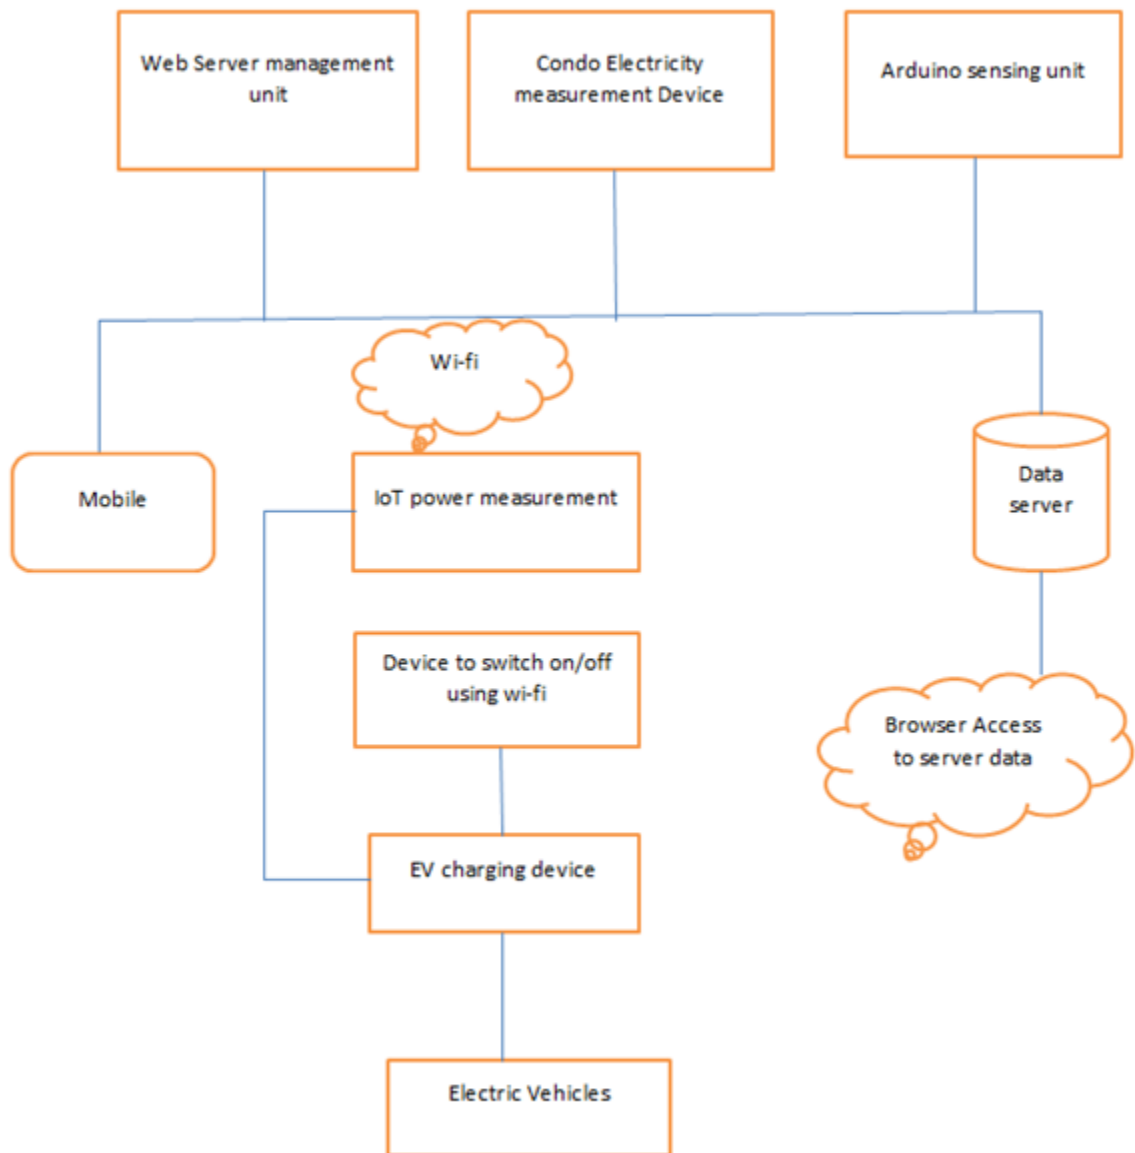 Web Server management
unit
Condo Electricity
measurement Device
Arduino sensing unit
Wi-fi
Mobile
IoT power measurement
Data
server
Device to switch on/off
using wi-fi
Browser Access
to server data
EV charging device
Electric Vehicles